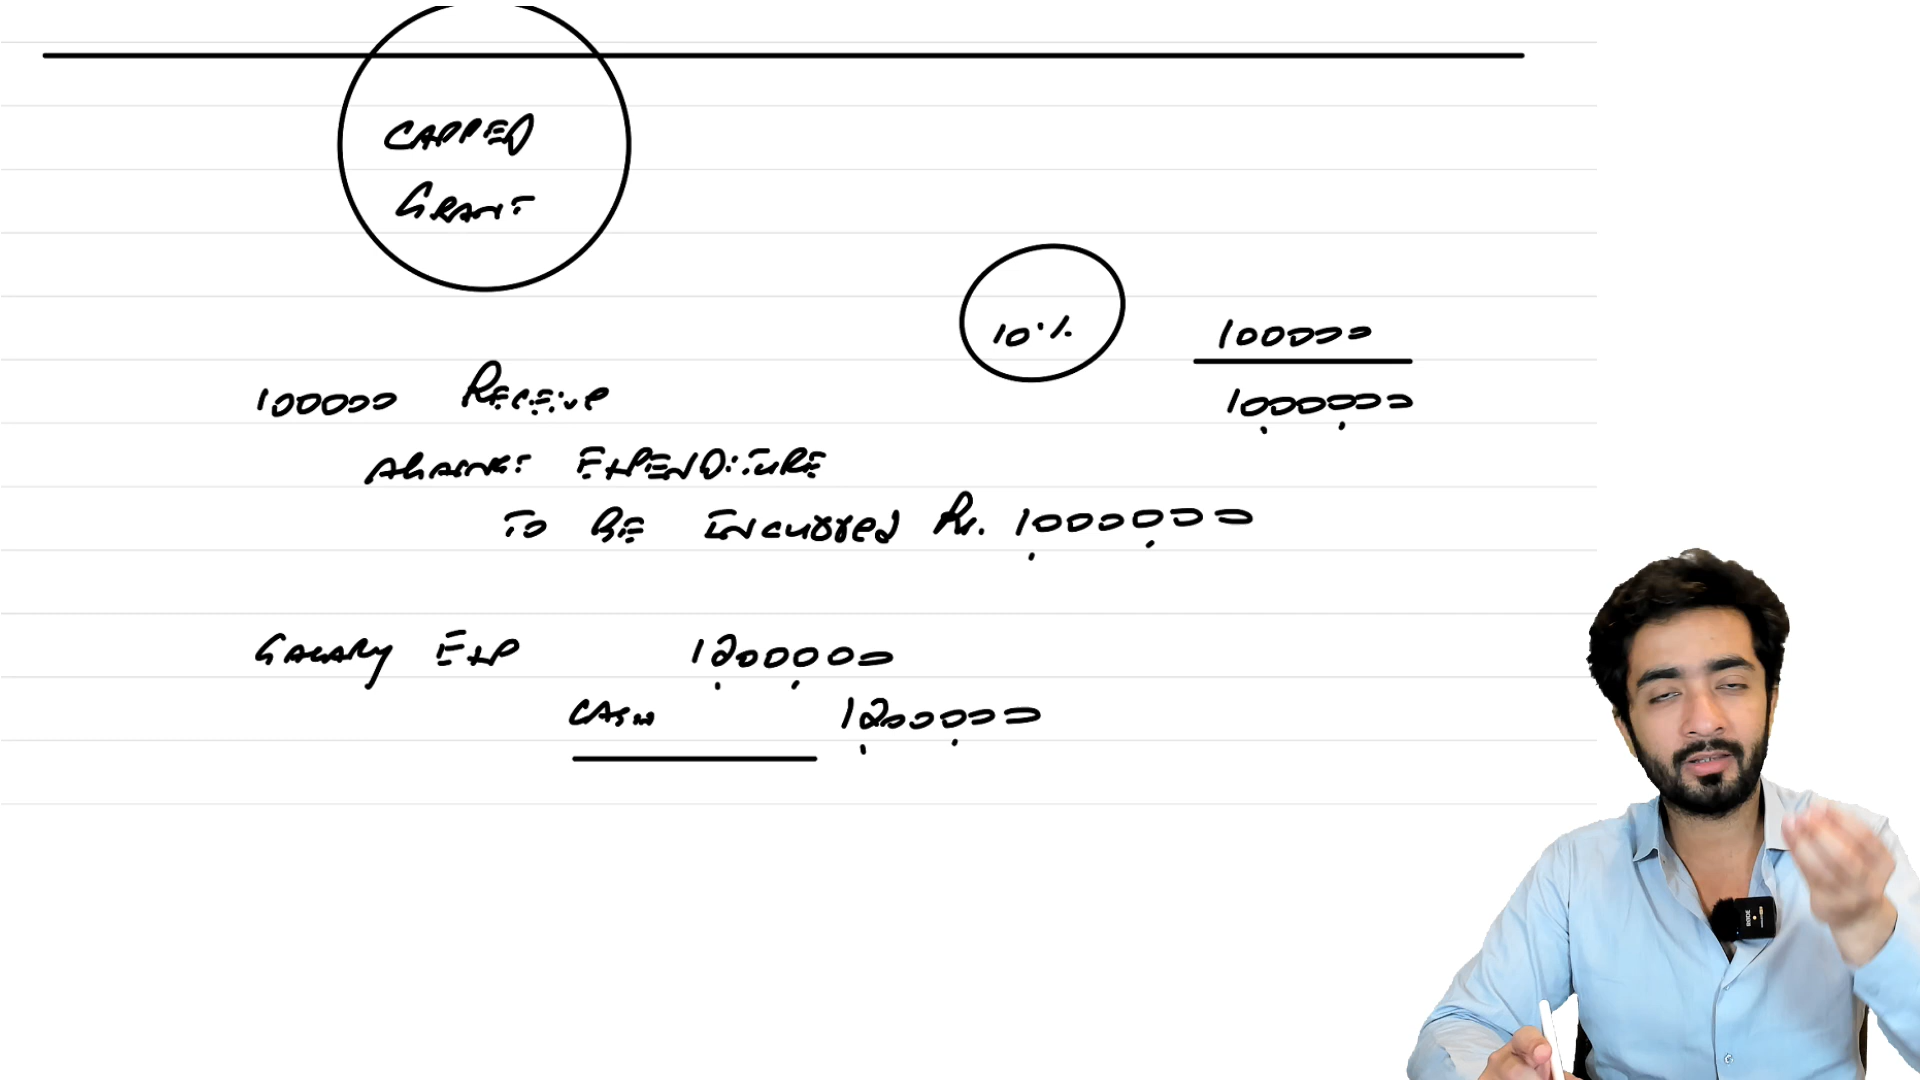 CAPPED
GRANT
10%
100000
1000000
100000 RECEIVE
AGAINST EXPENDITURE
TO BE INCURRED Rs. 1000000
SALARY EXP 1200000
CASH 1200000
RODE